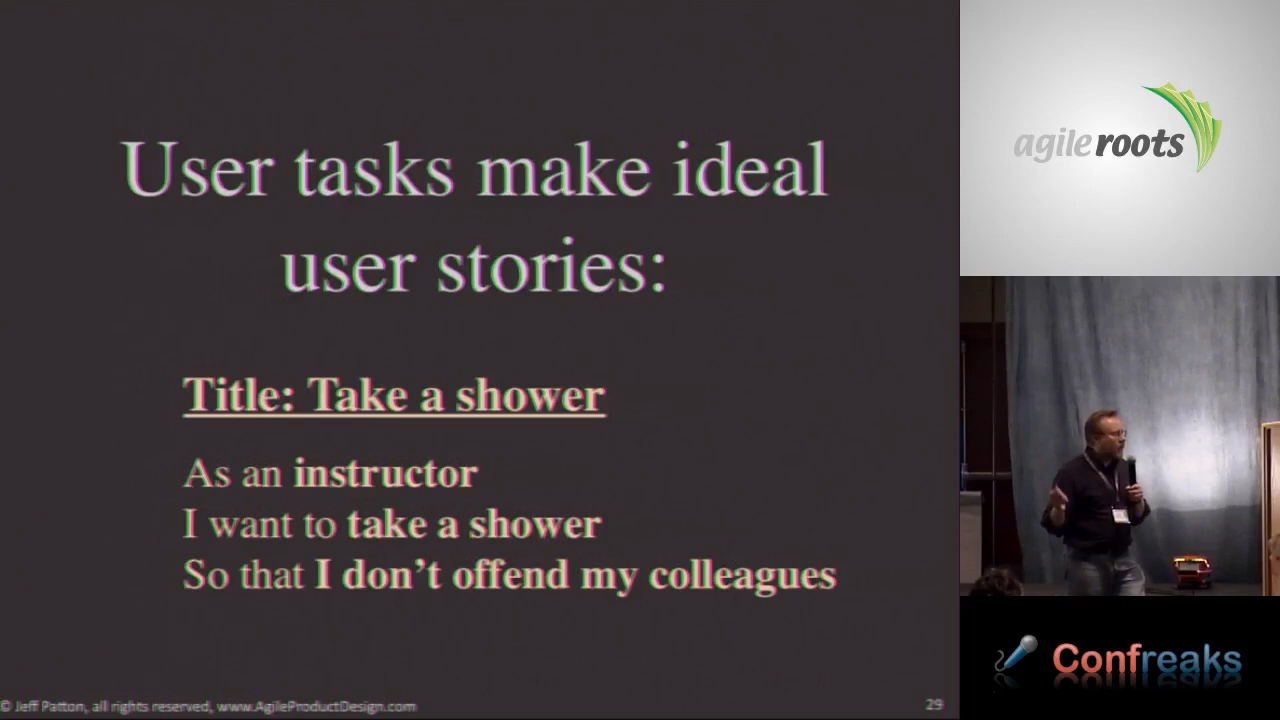 User tasks make ideal
user stories:
Title: Take a shower
As an instructor
I want to take a shower
So that I don't offend my colleagues
© Jeff Patton, all rights reserved, www.AgileProductDesign.com
29
agile roots
Confreaks